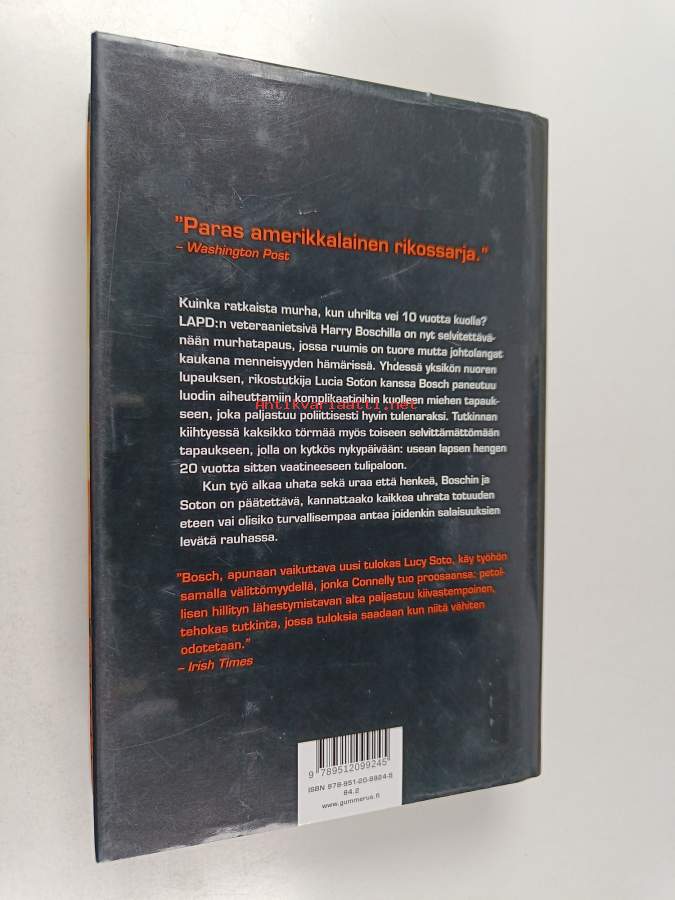 ”Paras amerikkalainen rikossarja.”
– Washington Post
Kuinka ratkaista murha, kun uhrilta vei 10 vuotta kuolla?
LAPD:n veteraanietsivä Harry Boschilla on nyt selvitettävä-
nään murhatapaus, jossa ruumis on tuore mutta johtolangat
kaukana menneisyyden hämärissä. Yhdessä yksikön nuoren
lupauksen, rikostutkija Lucia Soton kanssa Bosch paneutuu
luodin aiheuttamiin komplikaatioihin kuolleen miehen tapauk-
Antikvariaatti.net
seen, joka paljastuu poliittisesti hyvin tulenaraksi. Tutkinnan
kiihtyessä kaksikko törmää myös toiseen selvittämättömään
tapaukseen, jolla on kytkös nykypäivään: usean lapsen hengen
20 vuotta sitten vaatineeseen tulipaloon.
Kun työ alkaa uhata sekä uraa että henkeä, Boschin ja
Soton on päätettävä, kannattaako kaikkea uhrata totuuden
eteen vai olisiko turvallisempaa antaa joidenkin salaisuuksien
levätä rauhassa.
”Bosch, apunaan vaikuttava uusi tulokas Lucy Soto, käy työhön
samalla välittömyydellä, jonka Connelly tuo proosaansa: petol-
lisen hillityn lähestymistavan alta paljastuu kiivastempoinen,
tehokas tutkinta, jossa tuloksia saadaan kun niitä vähiten
odotetaan.”
– Irish Times
9 789512 099245
ISBN 978-951-20-9924-5
84.2
www.gummerus.fi